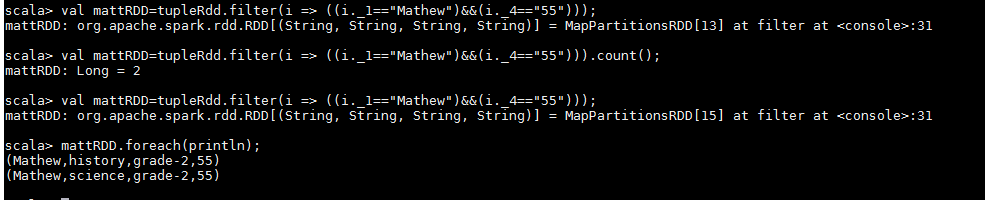 scala> val mattRDD=tupleRdd.filter(i => ((i._1=="Mathew")&&(i._4=="55")));
mattRDD: org.apache.spark.rdd.RDD[(String, String, String, String)] = MapPartitionsRDD[13] at filter at <console>:31
scala> val mattRDD=tupleRdd.filter(i => ((i._1=="Mathew")&&(i._4=="55"))).count();
mattRDD: Long = 2
scala> val mattRDD=tupleRdd.filter(i => ((i._1=="Mathew")&&(i._4=="55")));
mattRDD: org.apache.spark.rdd.RDD[(String, String, String, String)] = MapPartitionsRDD[15] at filter at <console>:31
scala> mattRDD.foreach(println);
(Mathew,history,grade-2,55)
(Mathew,science,grade-2,55)